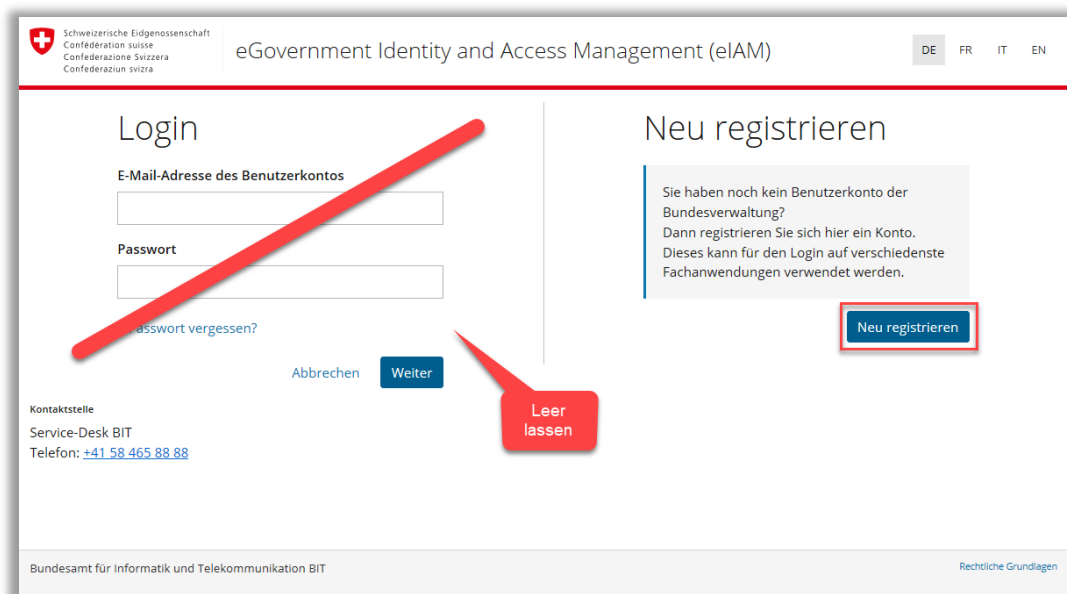 Schweizerische Eidgenossenschaft
Confédération suisse
Confederazione Svizzera
Confederaziun svizra
eGovernment Identity and Access Management (eIAM)
DE FR IT EN
Login
E-Mail-Adresse des Benutzerkontos
Passwort
Passwort vergessen?
Abbrechen
Weiter
Leer
lassen
Neu registrieren
Sie haben noch kein Benutzerkonto der
Bundesverwaltung?
Dann registrieren Sie sich hier ein Konto.
Dieses kann für den Login auf verschiedenste
Fachanwendungen verwendet werden.
Neu registrieren
Kontaktstelle
Service-Desk BIT
Telefon: +41 58 465 88 88
Bundesamt für Informatik und Telekommunikation BIT
Rechtliche Grundlagen